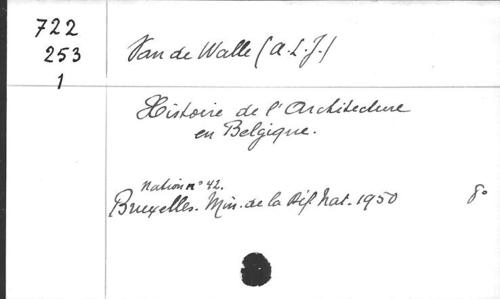 722
253
1
Van de Walle (A.L.J.)
Histoire de l'Architecture
en Belgique.
Nation n° 42.
Bruxelles. Min. de la Déf. Nat. 1950 8°